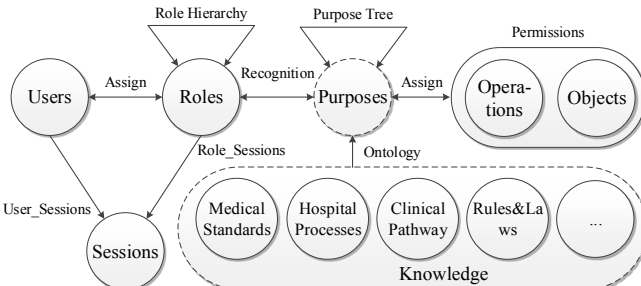 Role Hierarchy
Purpose Tree
Permissions
Users
Assign
Roles
Recognition
Purposes
Assign
Opera-
tions
Objects
Role_Sessions
Ontology
User_Sessions
Sessions
Medical
Standards
Hospital
Processes
Clinical
Pathway
Rules&La
ws
...
Knowledge